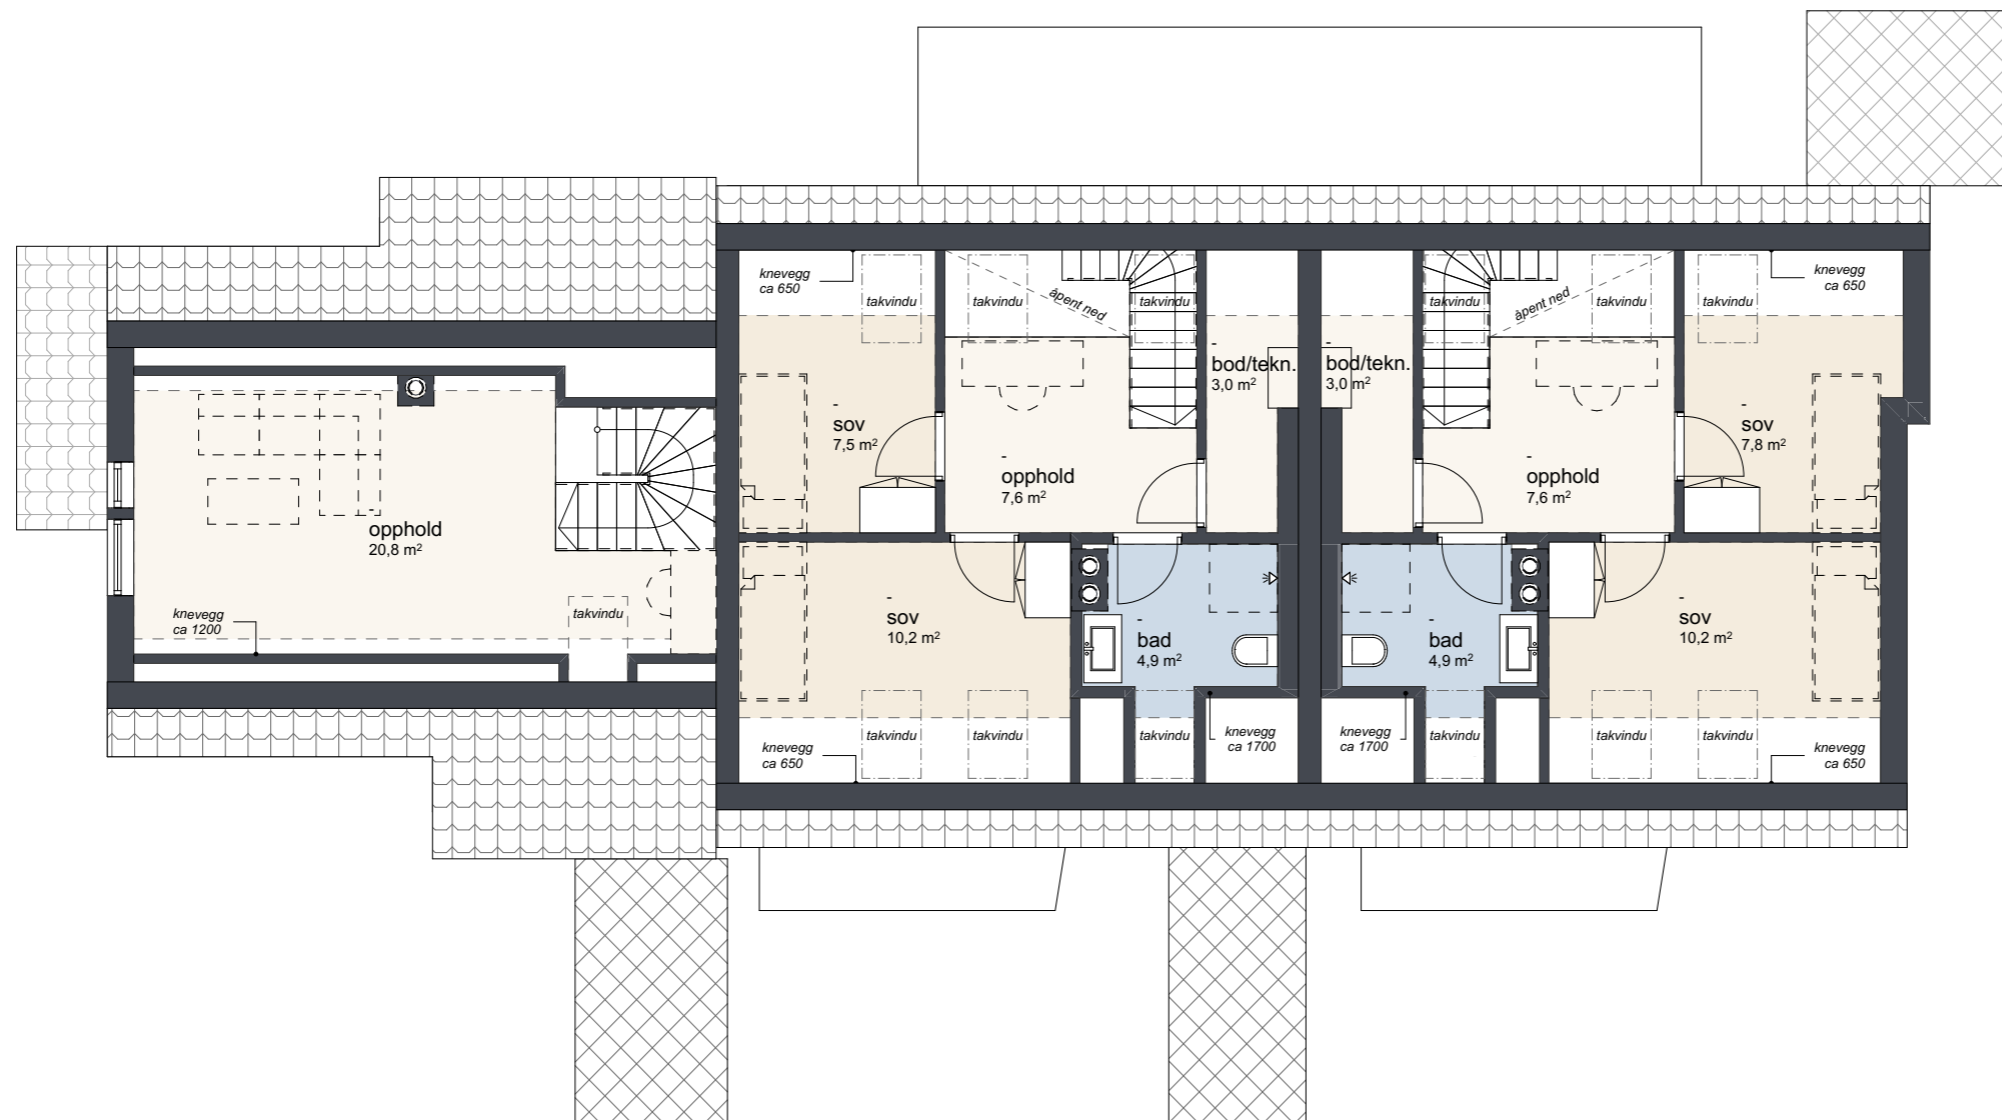 knevegg
ca 650
takvindu
takvindu
åpent ned
takvindu
takvindu
åpent ned
takvindu
takvindu
knevegg
ca 650
-
bod/tekn.
3,0 m²
-
bod/tekn.
3,0 m²
-
sov
7,5 m²
-
opphold
7,6 m²
-
opphold
7,6 m²
-
sov
7,8 m²
-
opphold
20,8 m²
knevegg
ca 1200
takvindu
-
sov
10,2 m²
-
bad
4,9 m²
-
bad
4,9 m²
-
sov
10,2 m²
knevegg
ca 650
takvindu
takvindu
takvindu
knevegg
ca 1700
knevegg
ca 1700
takvindu
takvindu
takvindu
knevegg
ca 650